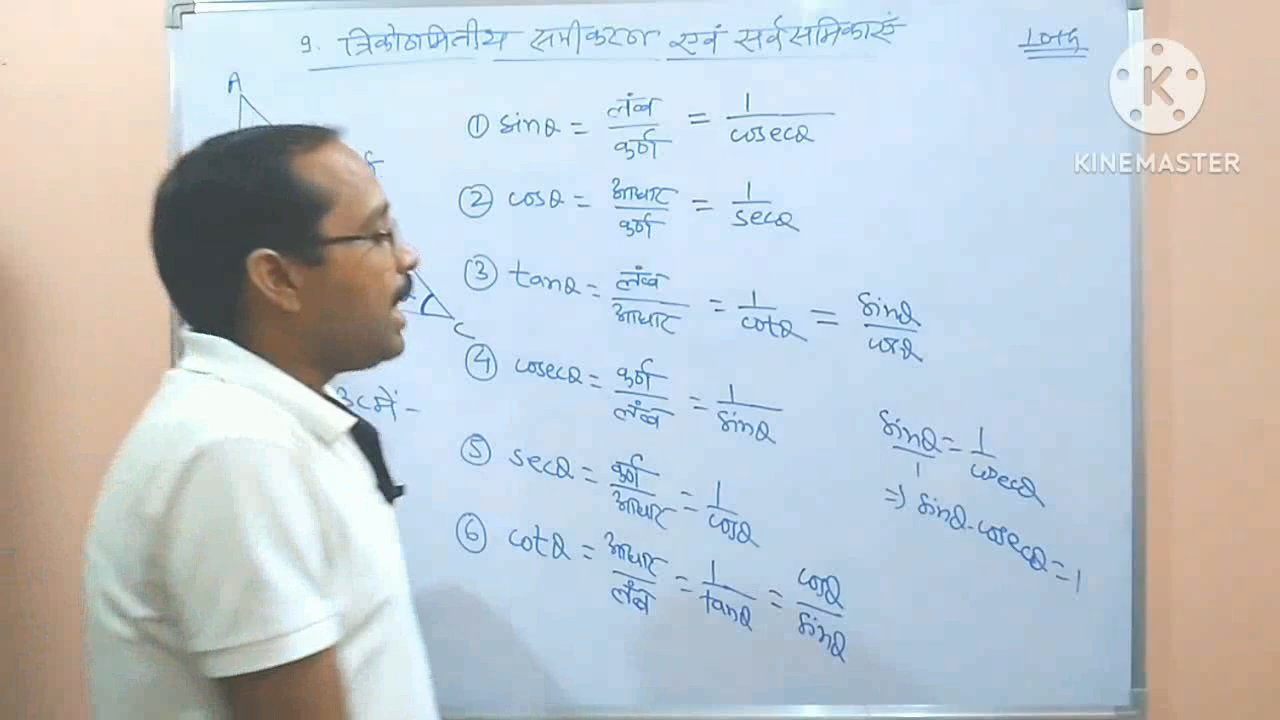 9. त्रिकोणमितीय समीकरण एवं सर्वसमिकाएं
10th
K
KINEMASTER
A
C
① sinθ = लंब/कर्ण = 1/cosecθ
② cosθ = आधार/कर्ण = 1/secθ
③ tanθ = लंब/आधार = 1/cotθ = sinθ/cosθ
④ cosecθ = कर्ण/लंब = 1/sinθ
⑤ secθ = कर्ण/आधार = 1/cosθ
⑥ cotθ = आधार/लंब = 1/tanθ = cosθ/sinθ
sinθ/1 = 1/cosecθ
⇒ sinθ·cosecθ = 1